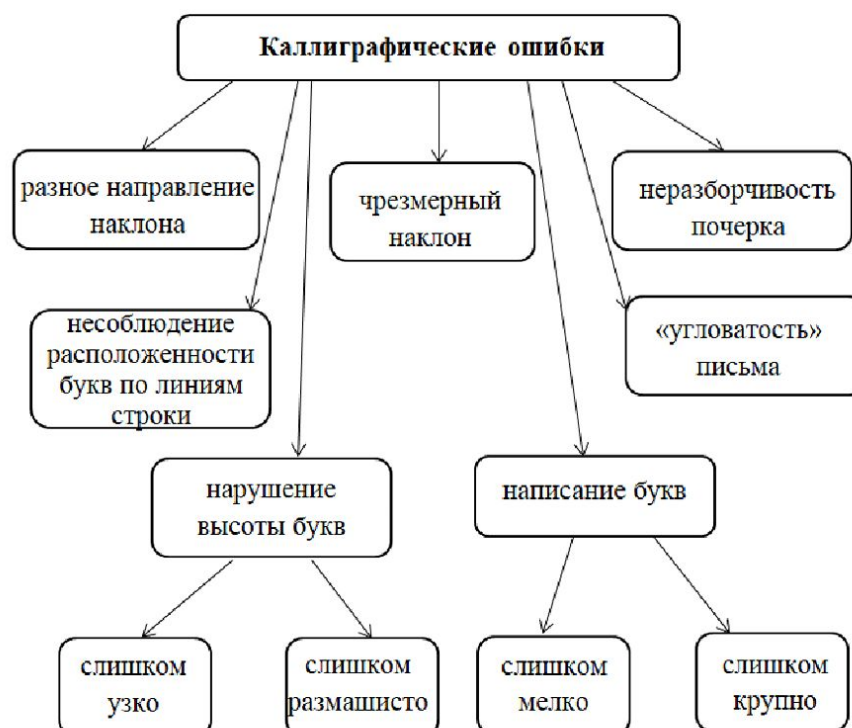 Каллиграфические ошибки
разное направление
наклона
чрезмерный
наклон
неразборчивость
почерка
несоблюдение
расположенности
букв по линиям
строки
«угловатость»
письма
нарушение
высоты букв
написание букв
слишком
узко
слишком
размашисто
слишком
мелко
слишком
крупно